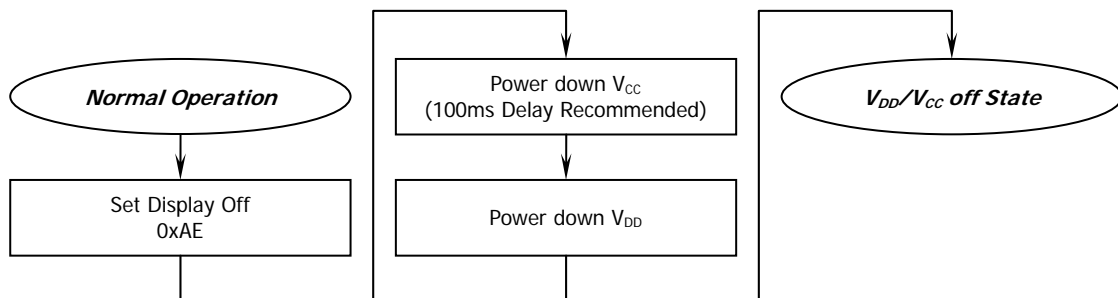 Normal Operation
Set Display Off
0xAE
Power down VCC
(100ms Delay Recommended)
Power down VDD
VDD/VCC off State